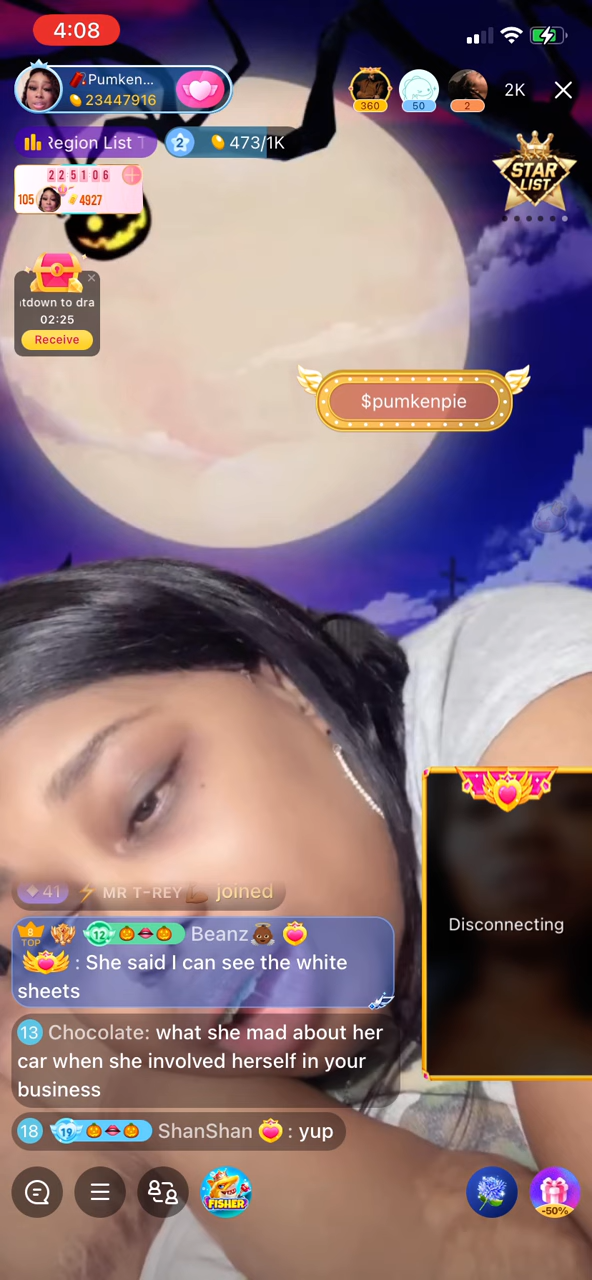 4:08
Pumken...
23447916
360
50
2
2K
Region List
2
473/1K
STAR
LIST
225106
105
4927
tdown to dra
02:25
Receive
$pumkenpie
Disconnecting
41
MR T-REY
joined
8
TOP
12
Beanz
: She said I can see the white
sheets
13 Chocolate: what she mad about her
car when she involved herself in your
business
18
19
ShanShan
: yup
FISHER
-50%